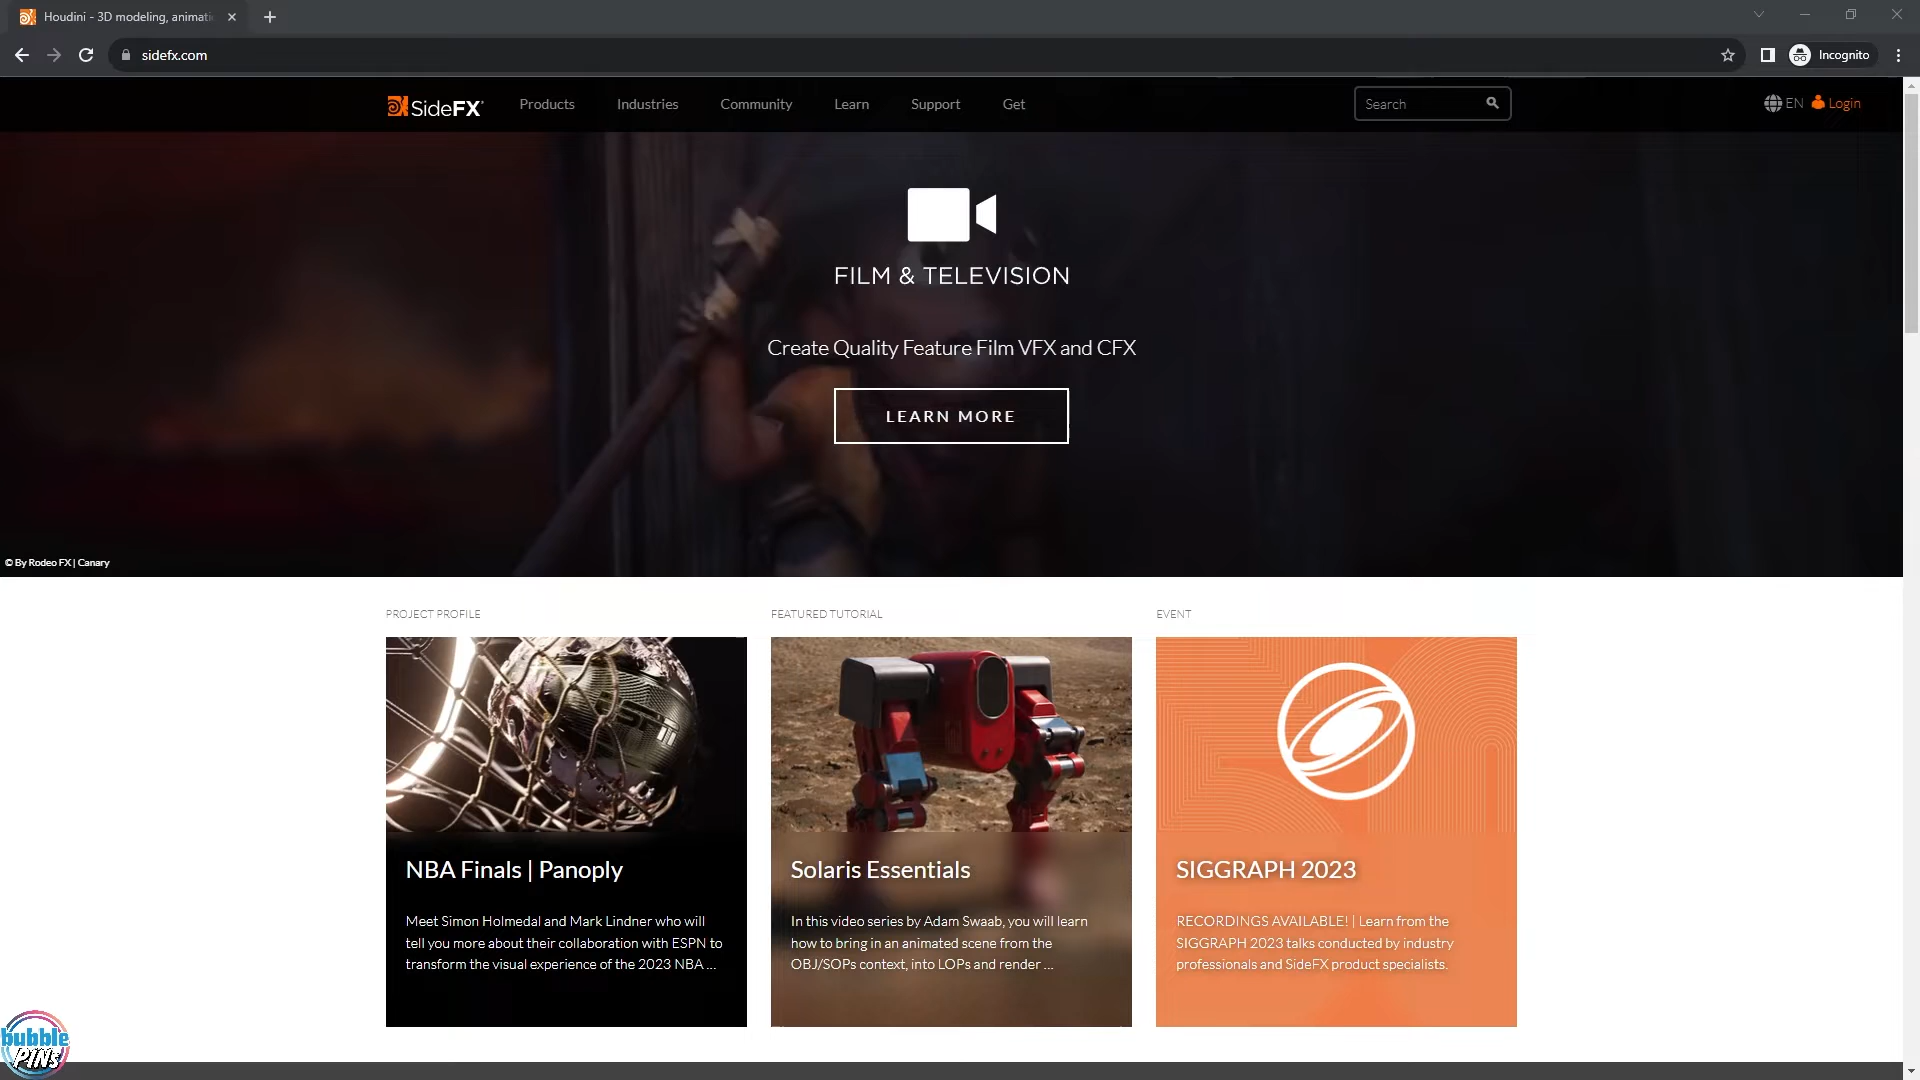 Houdini - 3D modeling, animati
sidefx.com
Incognito
SideFX
Products
Industries
Community
Learn
Support
Get
Search
EN
Login
FILM & TELEVISION
Create Quality Feature Film VFX and CFX
LEARN MORE
© By Rodeo FX | Canary
PROJECT PROFILE
FEATURED TUTORIAL
EVENT
ESPN
NBA Finals | Panoply
Meet Simon Holmedal and Mark Lindner who will
tell you more about their collaboration with ESPN to
transform the visual experience of the 2023 NBA ...
Solaris Essentials
In this video series by Adam Swaab, you will learn
how to bring in an animated scene from the
OBJ/SOPs context, into LOPs and render ...
SIGGRAPH 2023
RECORDINGS AVAILABLE! | Learn from the
SIGGRAPH 2023 talks conducted by industry
professionals and SideFX product specialists.
bubble
PINS